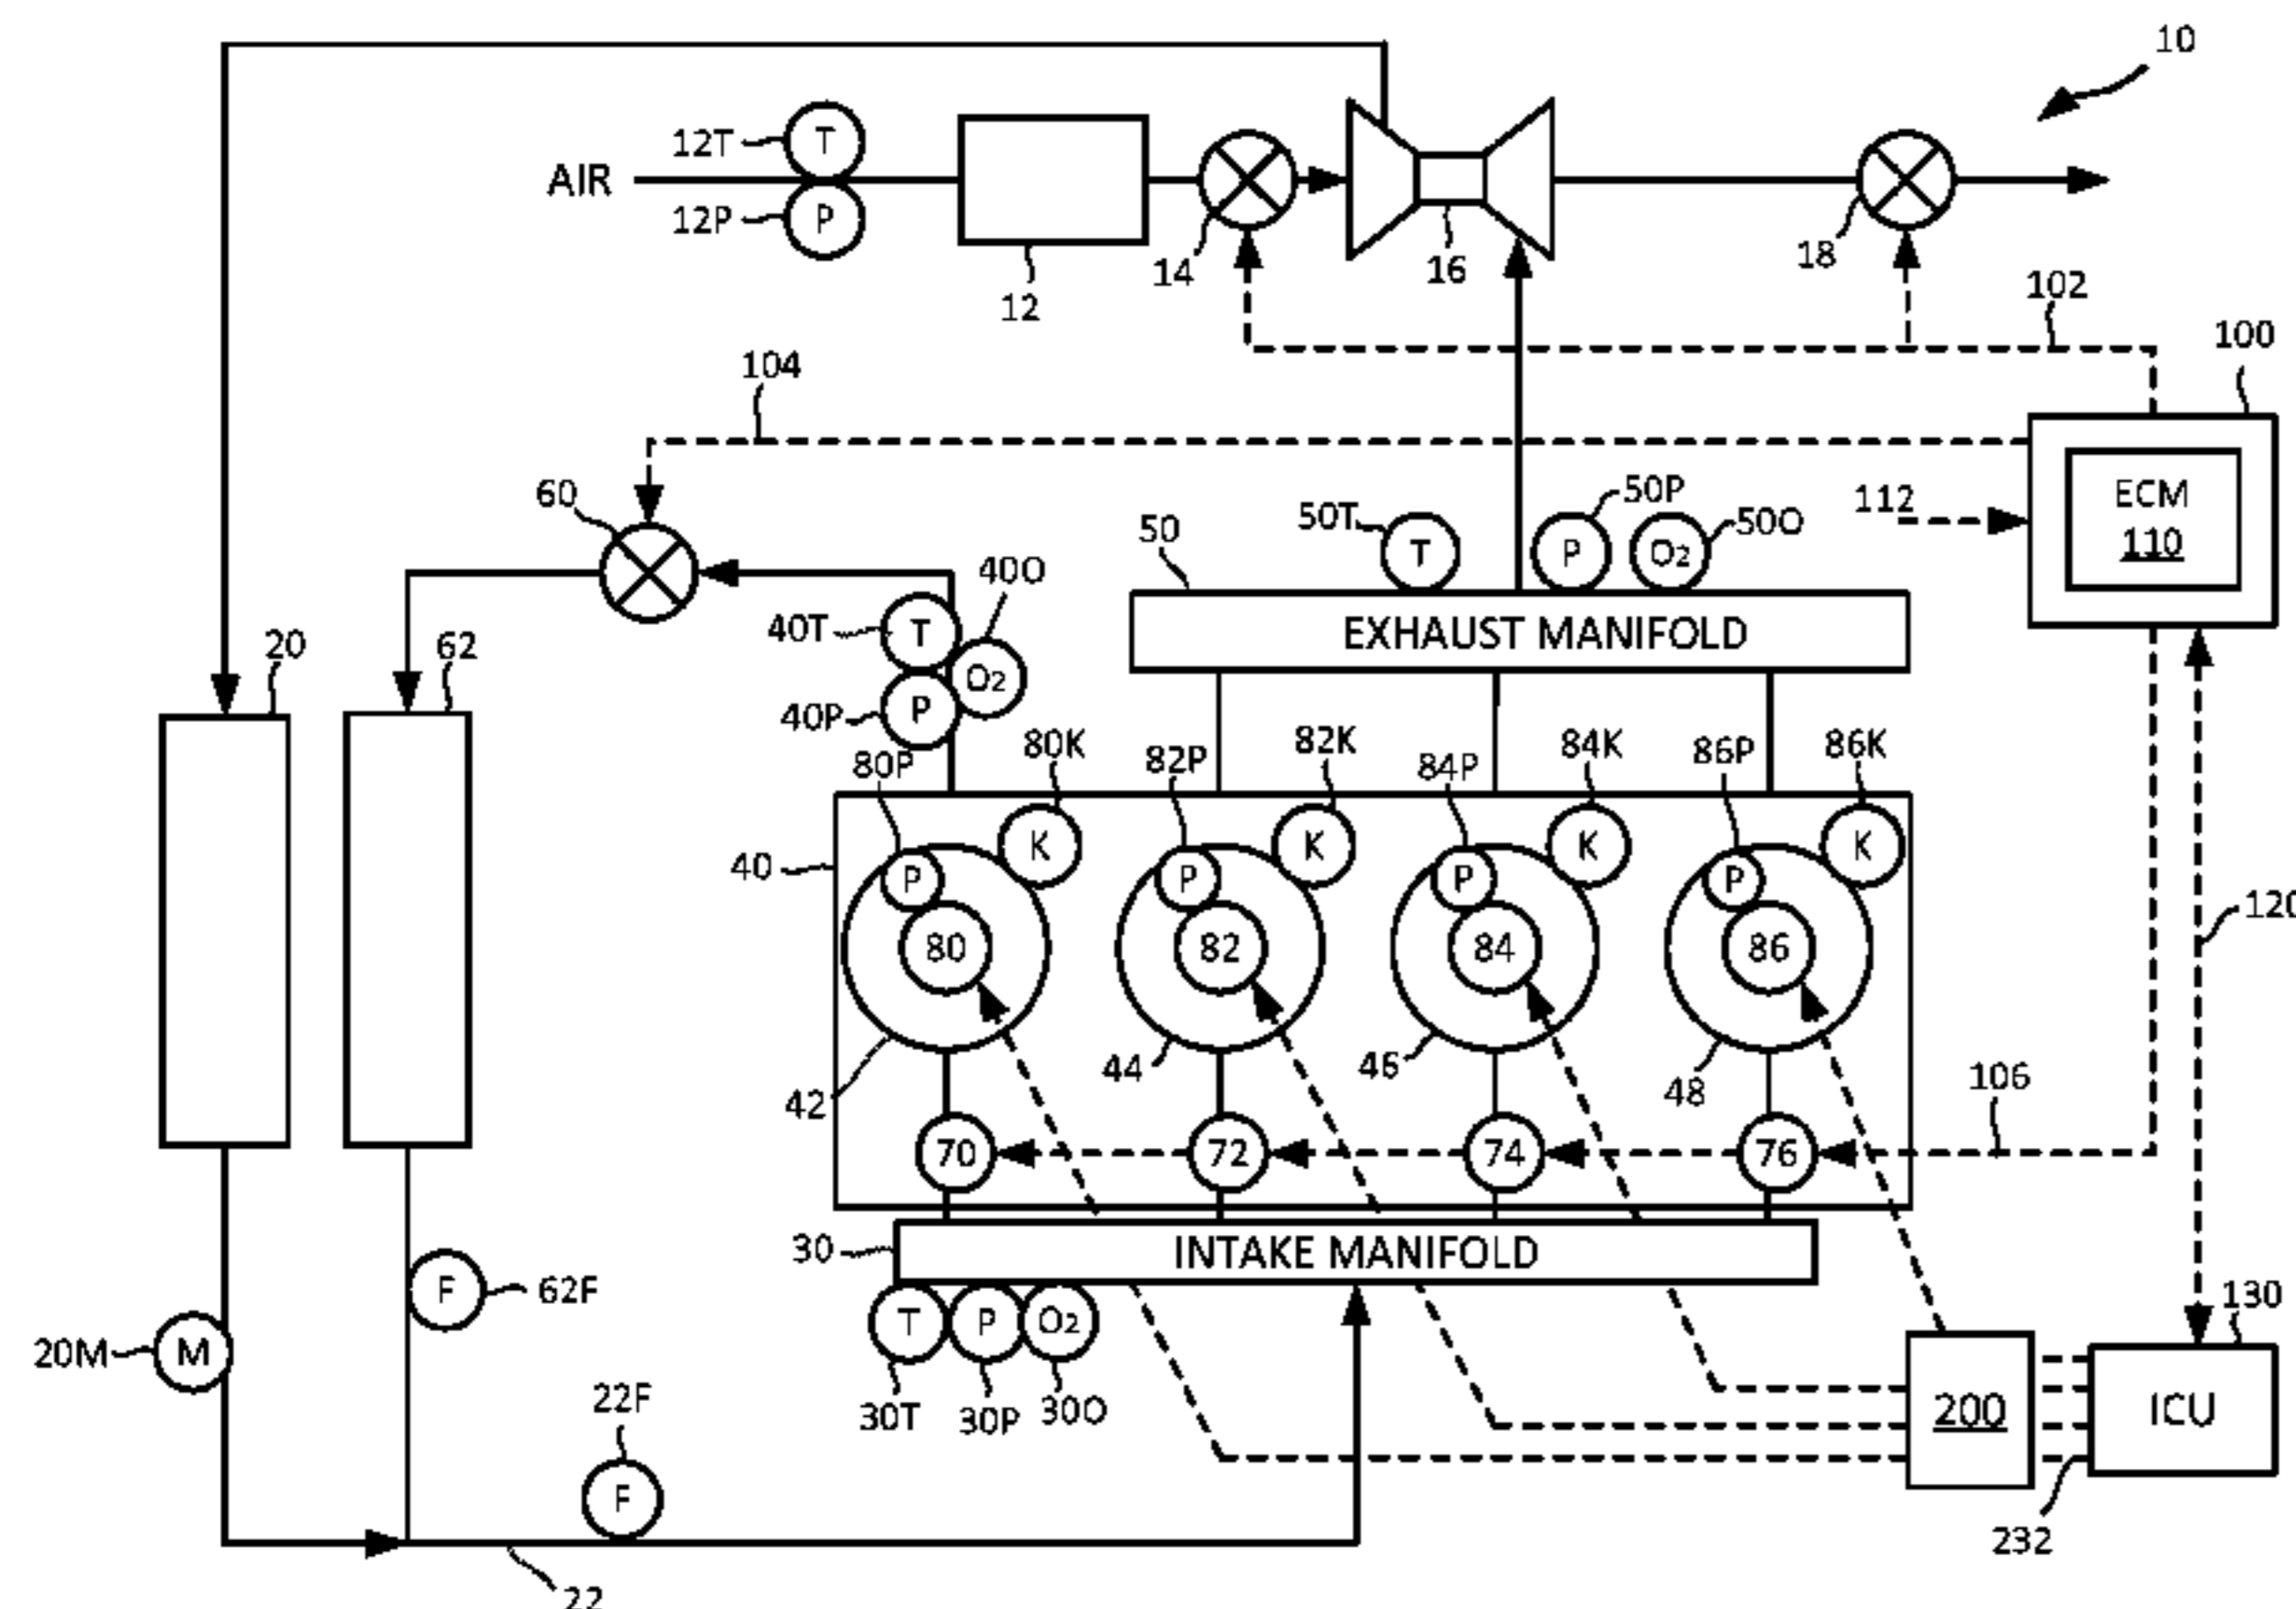 10
12T
T
AIR
12P
P
12
14
16
18
102
100
104
ECM
110
112
60
50
50T
T
50P
P
O2
50O
EXHAUST MANIFOLD
40O
40T
T
O2
40P
P
20
62
80P
80K
82P
82K
84P
84K
86P
86K
40
P
K
P
K
P
K
P
K
80
82
84
86
120
42
44
46
48
106
70
72
74
76
30
INTAKE MANIFOLD
F
62F
T
P
O2
30T
30P
30O
130
20M
M
22F
F
200
ICU
232
22